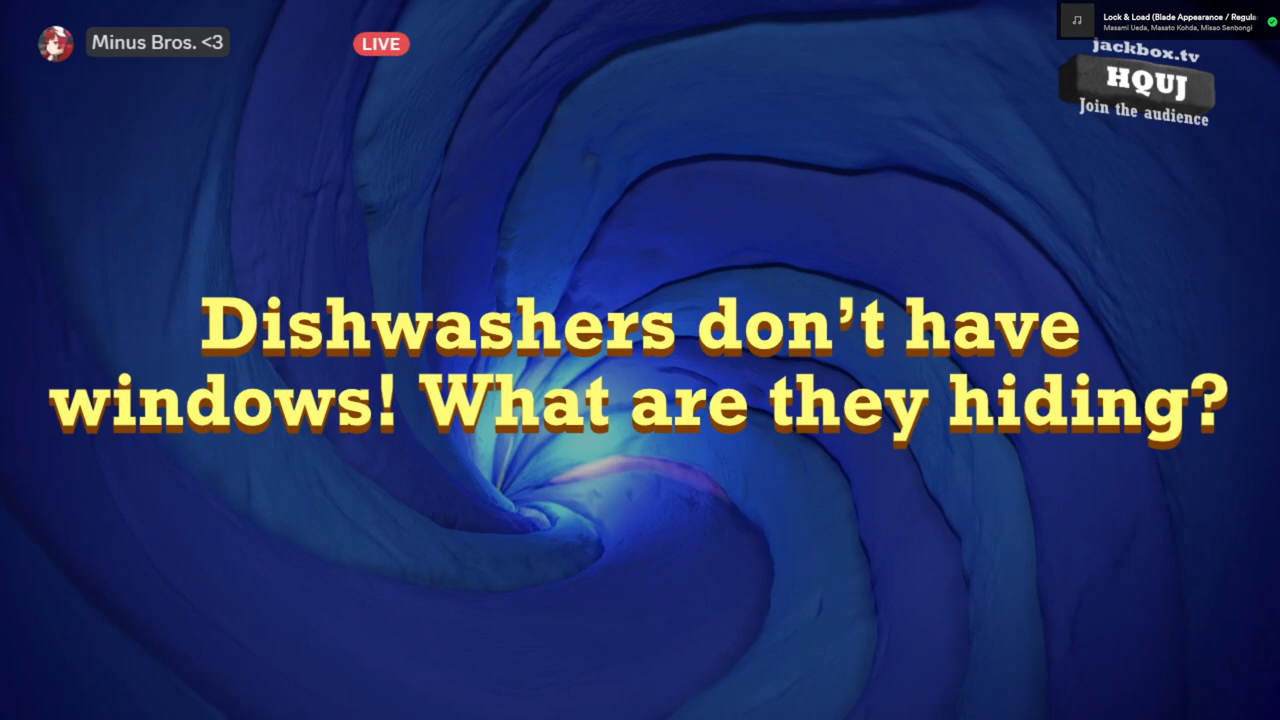 Minus Bros. <3
LIVE
Lock & Load (Blade Appearance / Regula
Masami Ueda, Masato Kohda, Misao Senbongi
jackbox.tv
HQUJ
Join the audience
Dishwashers don’t have
windows! What are they hiding?